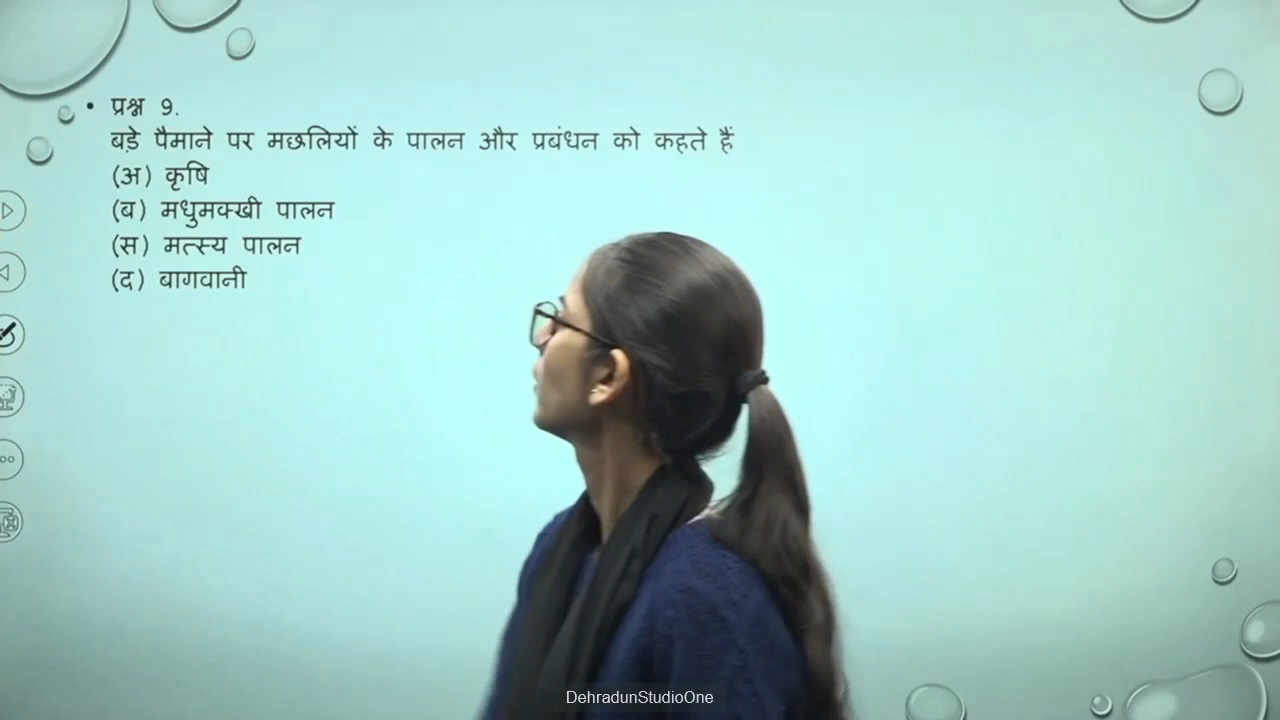 • प्रश्न 9.
बड़े पैमाने पर मछलियों के पालन और प्रबंधन को कहते हैं
(अ) कृषि
(ब) मधुमक्खी पालन
(स) मत्स्य पालन
(द) बागवानी
DehradunStudioOne